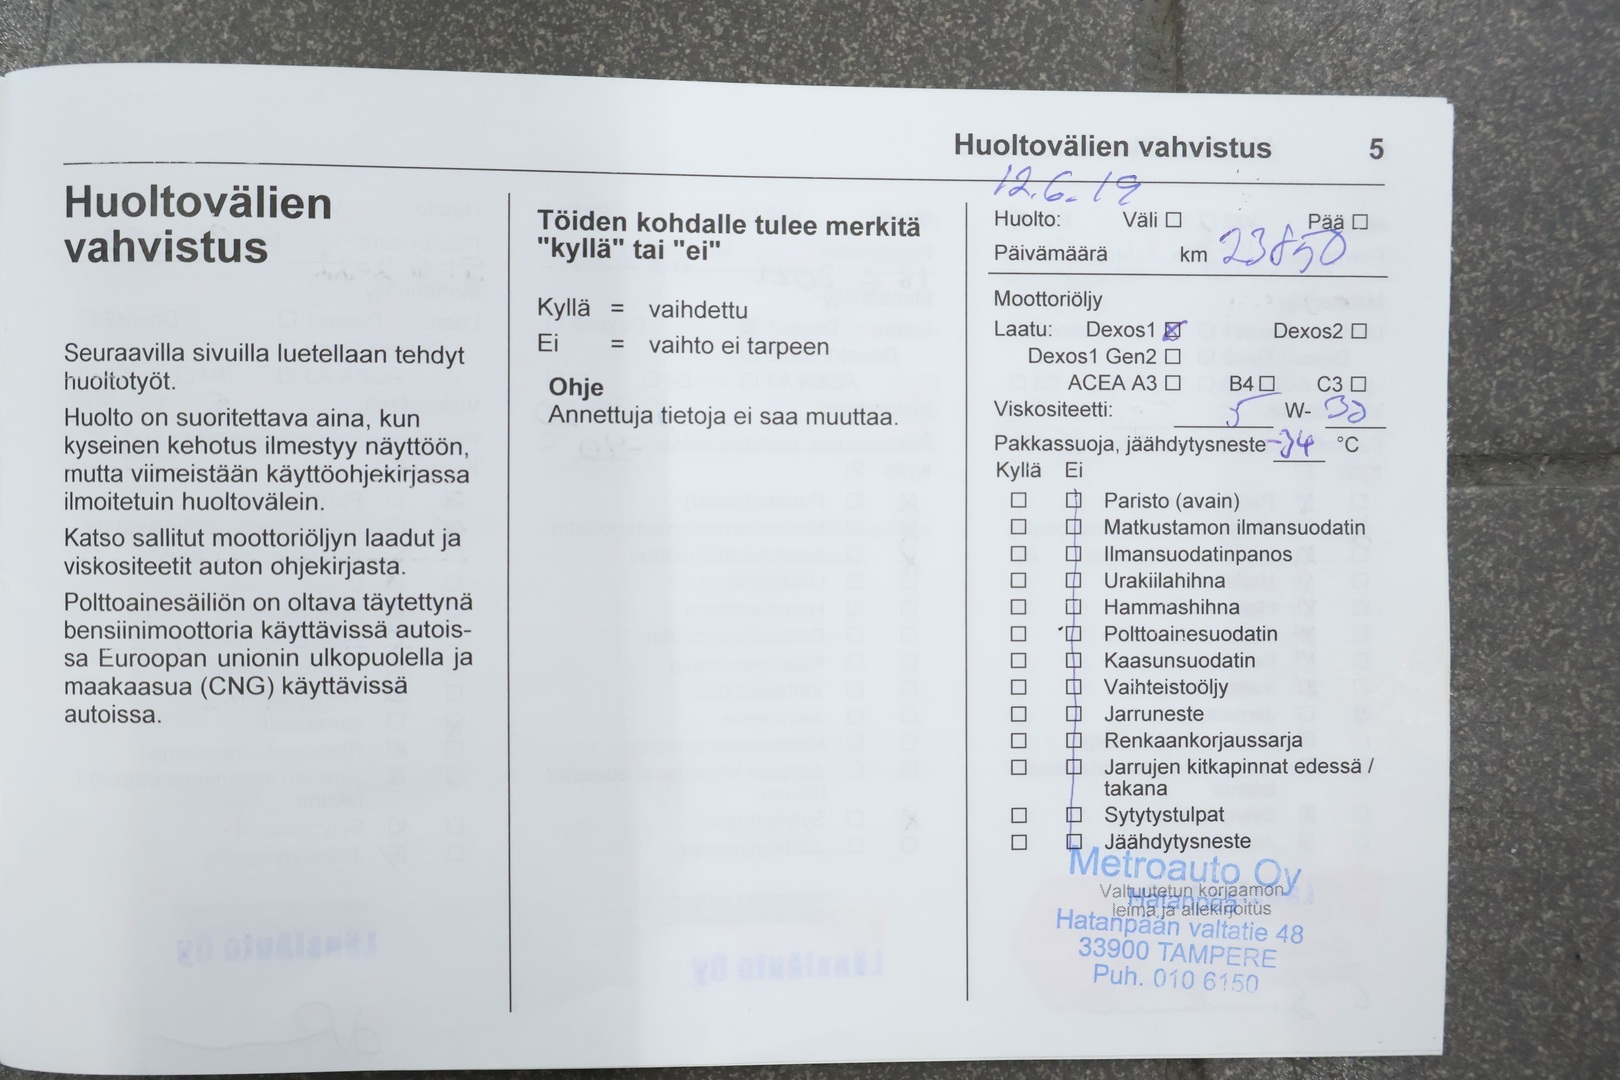 Huoltovälien vahvistus 5
Huoltovälien
vahvistus
Seuraavilla sivuilla luetellaan tehdyt
huoltotyöt.
Huolto on suoritettava aina, kun
kyseinen kehotus ilmestyy näyttöön,
mutta viimeistään käyttöohjekirjassa
ilmoitetuin huoltovälein.
Katso sallitut moottoriöljyn laadut ja
viskositeetit auton ohjekirjasta.
Polttoainesäiliön on oltava täytettynä
bensiinimoottoria käyttävissä autois-
sa Euroopan unionin ulkopuolella ja
maakaasua (CNG) käyttävissä
autoissa.
Töiden kohdalle tulee merkitä
"kyllä" tai "ei"
Kyllä = vaihdettu
Ei = vaihto ei tarpeen
Ohje
Annettuja tietoja ei saa muuttaa.
12.6.19
Huolto: Väli ☐ Pää ☐
Päivämäärä km 23850
Moottoriöljy
Laatu: Dexos1 ☒ Dexos2 ☐
Dexos1 Gen2 ☐
ACEA A3 ☐ B4 ☐ C3 ☐
Viskositeetti: 5 W- 30
Pakkassuoja, jäähdytysneste -34 °C
Kyllä Ei
☐ ☐ Paristo (avain)
☐ ☐ Matkustamon ilmansuodatin
☐ ☐ Ilmansuodatinpanos
☐ ☐ Urakiilahihna
☐ ☐ Hammashihna
☐ ☐ Polttoainesuodatin
☐ ☐ Kaasunsuodatin
☐ ☐ Vaihteistoöljy
☐ ☐ Jarruneste
☐ ☐ Renkaankorjaussarja
☐ ☐ Jarrujen kitkapinnat edessä /
takana
☐ ☐ Sytytystulpat
☐ ☐ Jäähdytysneste
Metroauto Oy
Valtuutetun korjaamon
leima ja allekirjoitus
Hatanpään valtatie 48
33900 TAMPERE
Puh. 010 6150